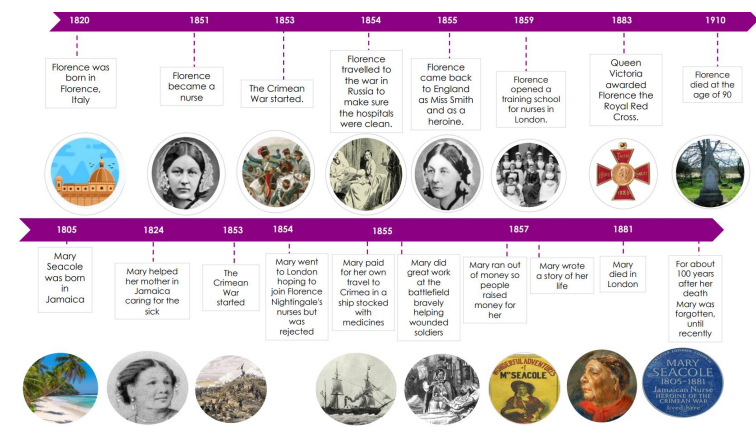 1820 1851 1853 1854 1855 1859 1883 1910
Florence was
born in
Florence,
Italy
Florence
became a
nurse
The Crimean
War started.
Florence
travelled to
the war in
Russia to
make sure
the hospitals
were clean.
Florence
came back
to England
as Miss Smith
and as a
heroine.
Florence
opened a
training school
for nurses in
London.
Queen
Victoria
awarded
Florence the
Royal Red
Cross.
Florence
died at the
age of 90
1805 1824 1853 1854 1855 1857 1881
Mary
Seacole
was born
in
Jamaica
Mary helped
her mother in
Jamaica
caring for the
sick
The
Crimean
War
started
Mary went
to London
hoping to
join Florence
Nightingale's
nurses but
was
rejected
Mary paid
for her own
travel to
Crimea in a
ship stocked
with
medicines
Mary did
great work
at the
battlefield
bravely
helping
wounded
soldiers
Mary ran out
of money so
people
raised
money for
her
Mary wrote
a story of her
life
Mary
died in
London
For about
100 years
after her
death
Mary was
forgotten,
until
recently
WONDERFUL ADVENTURES
OF
MRS SEACOLE
MARY
SEACOLE
1805-1881
Jamaican Nurse
HEROINE OF THE
CRIMEAN WAR
lived here